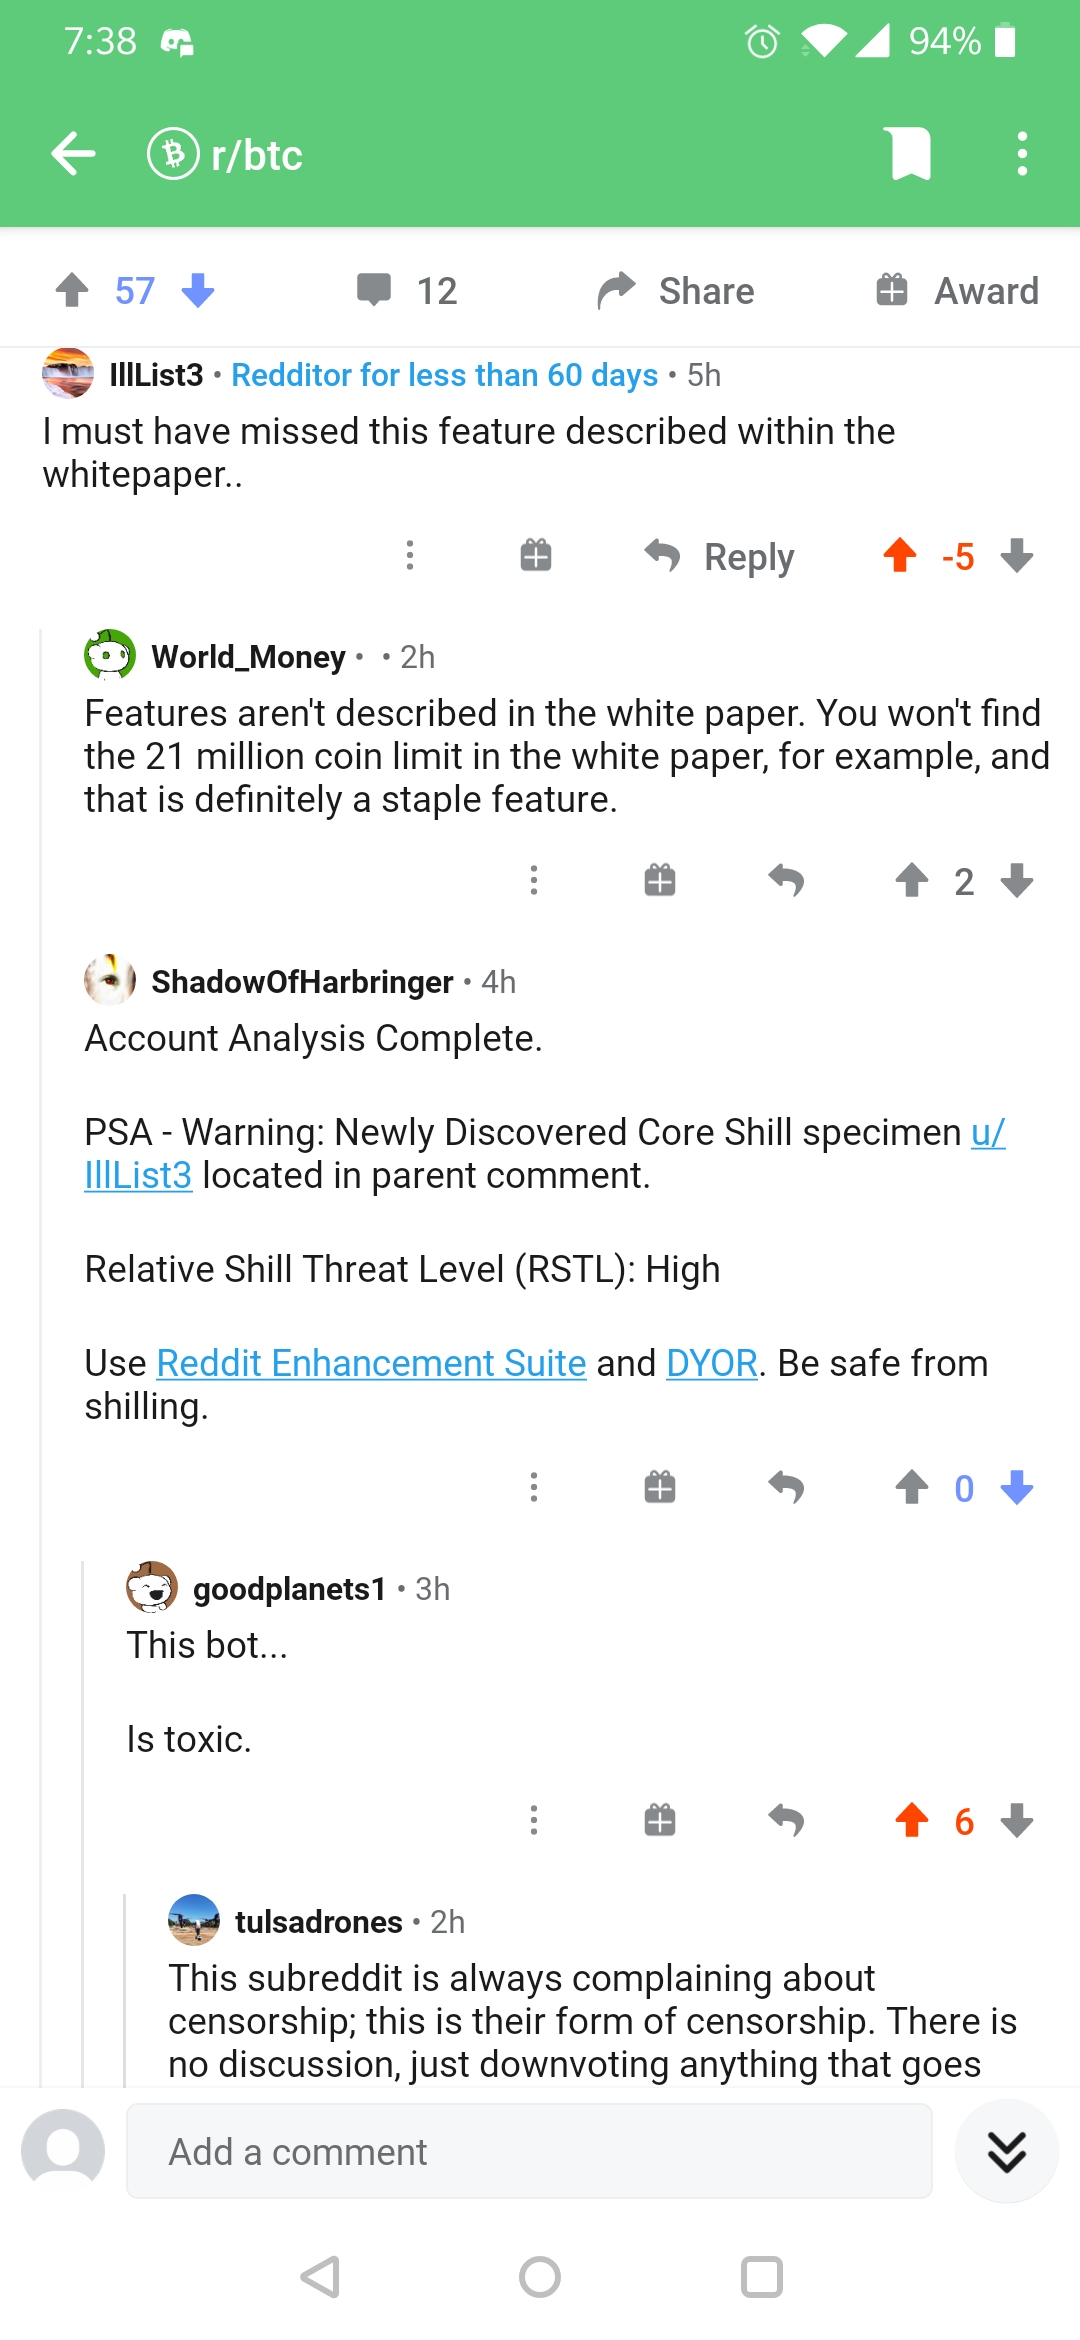 7:38 94%
r/btc
57 12 Share Award
IllList3 • Redditor for less than 60 days • 5h
I must have missed this feature described within the
whitepaper..
Reply -5
World_Money • • 2h
Features aren't described in the white paper. You won't find
the 21 million coin limit in the white paper, for example, and
that is definitely a staple feature.
2
ShadowOfHarbringer • 4h
Account Analysis Complete.
PSA - Warning: Newly Discovered Core Shill specimen u/
IllList3 located in parent comment.
Relative Shill Threat Level (RSTL): High
Use Reddit Enhancement Suite and DYOR. Be safe from
shilling.
0
goodplanets1 • 3h
This bot...
Is toxic.
6
tulsadrones • 2h
This subreddit is always complaining about
censorship; this is their form of censorship. There is
no discussion, just downvoting anything that goes
Add a comment